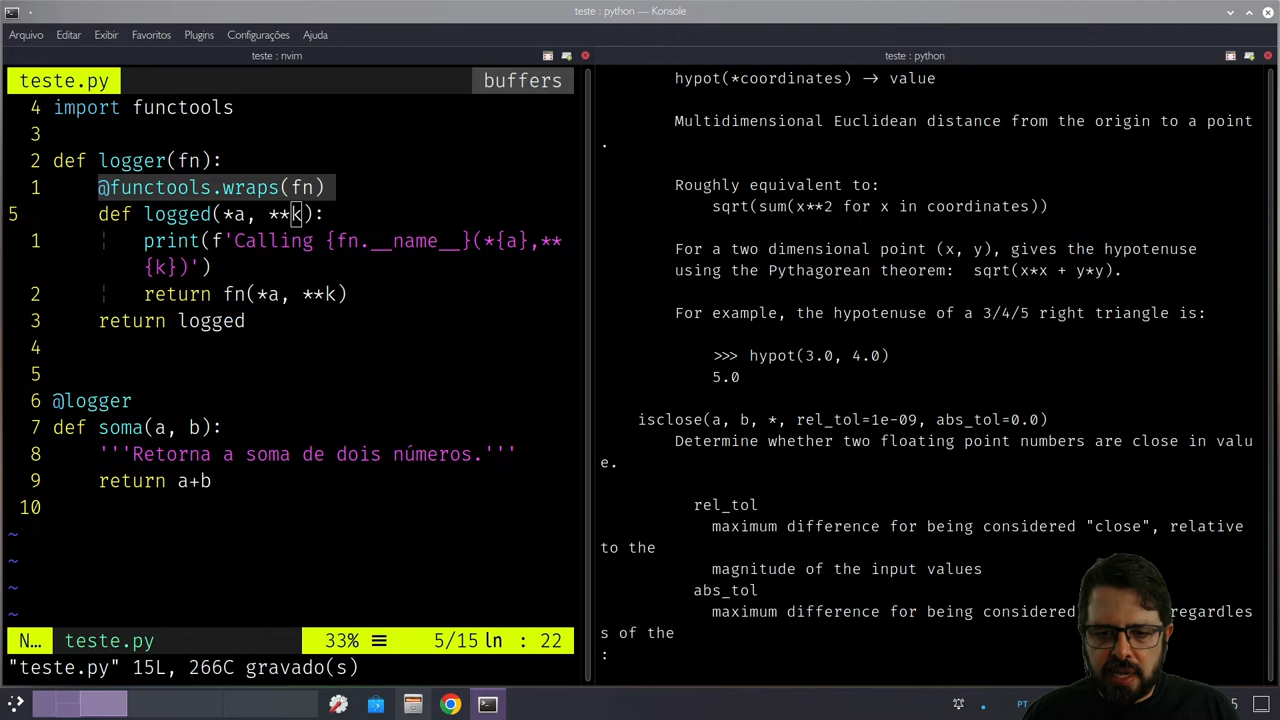 teste : python — Konsole
Arquivo Editar Exibir Favoritos Plugins Configurações Ajuda
teste : nvim
teste.py buffers
4 import functools
3
2 def logger(fn):
1 @functools.wraps(fn)
5 def logged(*a, **k):
1 ¦ print(f'Calling {fn.__name__}(*{a},**
{k})')
2 ¦ return fn(*a, **k)
3 return logged
4
5
6 @logger
7 def soma(a, b):
8 '''Retorna a soma de dois números.'''
9 return a+b
10
~
~
~
~
N… teste.py 33% ☰ 5/15 ln : 22
"teste.py" 15L, 266C gravado(s)
teste : python
hypot(*coordinates) -> value
Multidimensional Euclidean distance from the origin to a point
.
Roughly equivalent to:
sqrt(sum(x**2 for x in coordinates))
For a two dimensional point (x, y), gives the hypotenuse
using the Pythagorean theorem: sqrt(x*x + y*y).
For example, the hypotenuse of a 3/4/5 right triangle is:
>>> hypot(3.0, 4.0)
5.0
isclose(a, b, *, rel_tol=1e-09, abs_tol=0.0)
Determine whether two floating point numbers are close in valu
e.
rel_tol
maximum difference for being considered "close", relative
to the
magnitude of the input values
abs_tol
maximum difference for being considered regardles
s of the
:
PT